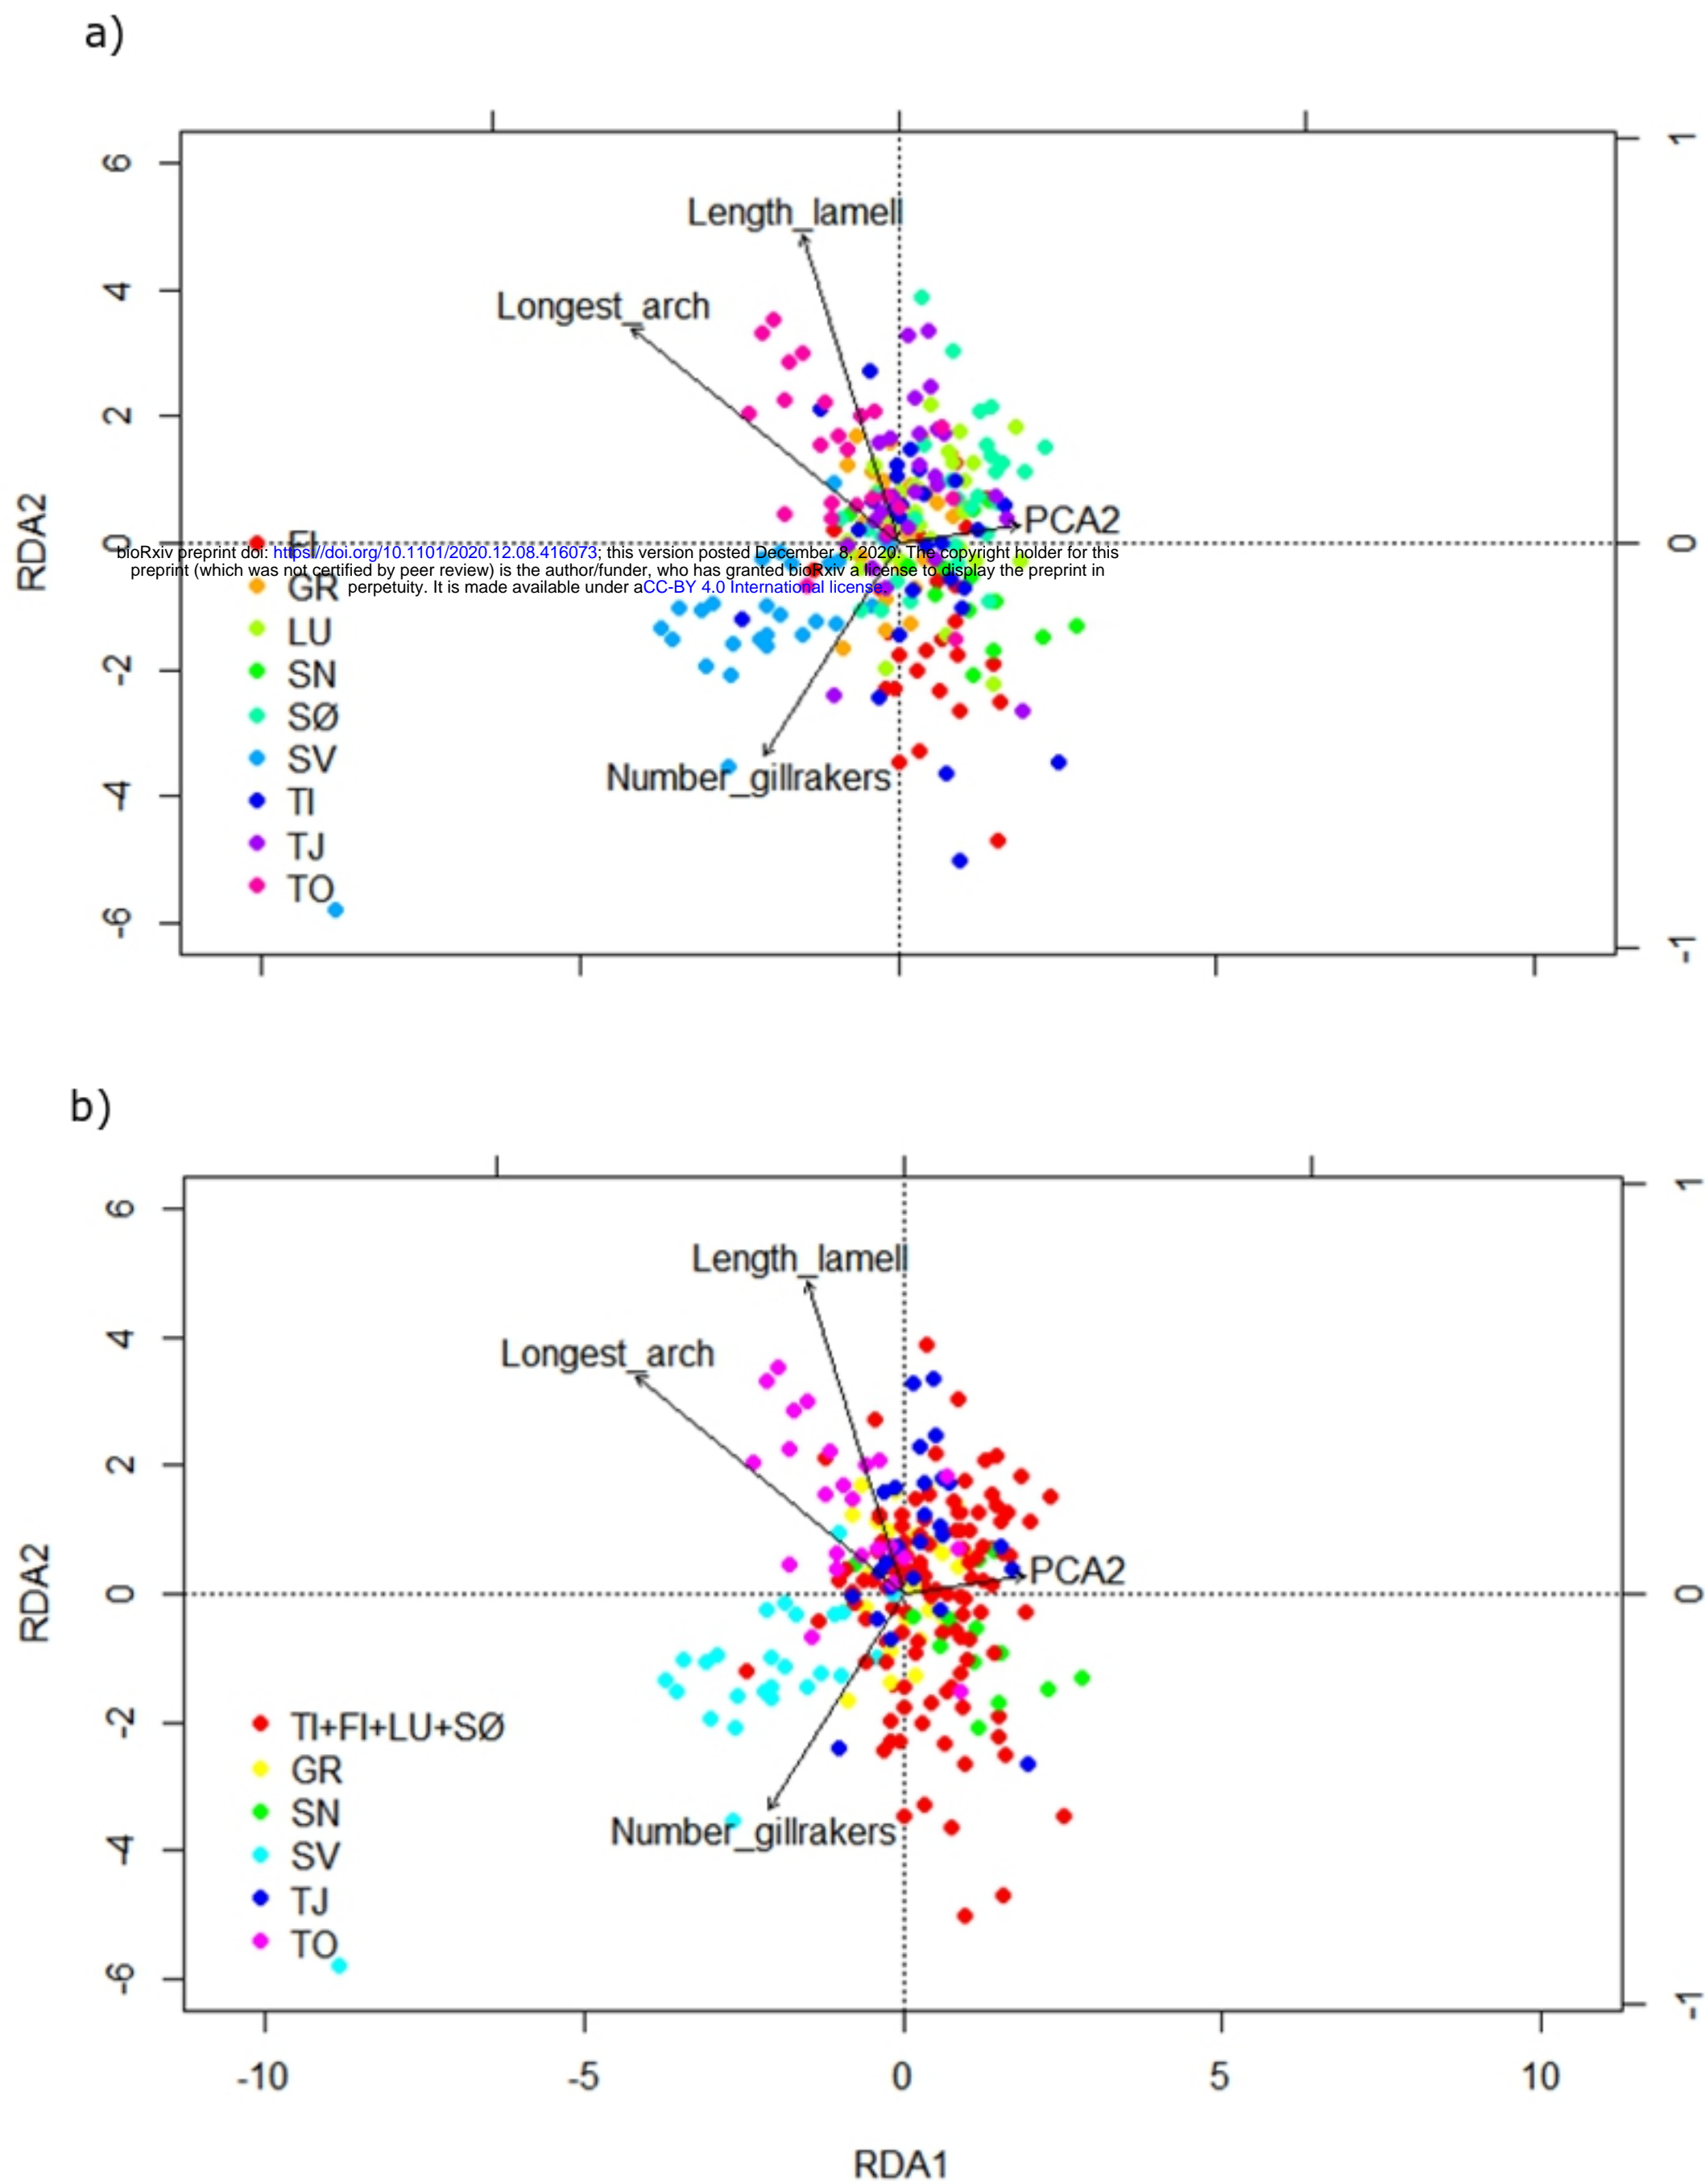 a)
6
4
2
0
-2
-4
-6
RDA2
1
0
-1
Length_lamell
Longest_arch
PCA2
Number_gillrakers
FI
bioRxiv preprint doi: https://doi.org/10.1101/2020.12.08.416073; this version posted December 8, 2020. The copyright holder for this
preprint (which was not certified by peer review) is the author/funder, who has granted bioRxiv a license to display the preprint in
perpetuity. It is made available under aCC-BY 4.0 International license.
GR
LU
SN
SØ
SV
TI
TJ
TO
b)
6
4
2
0
-2
-4
-6
RDA2
1
0
-1
Length_lamell
Longest_arch
PCA2
Number_gillrakers
TI+FI+LU+SØ
GR
SN
SV
TJ
TO
-10 -5 0 5 10
RDA1